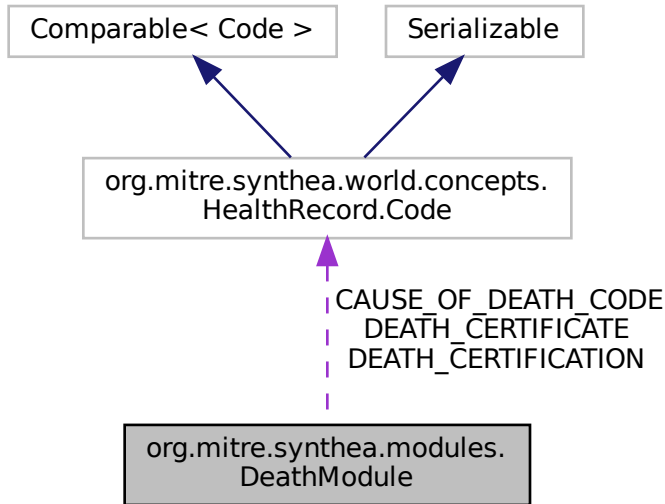 Comparable< Code >
Serializable
org.mitre.synthea.world.concepts.
HealthRecord.Code
CAUSE_OF_DEATH_CODE
DEATH_CERTIFICATE
DEATH_CERTIFICATION
org.mitre.synthea.modules.
DeathModule